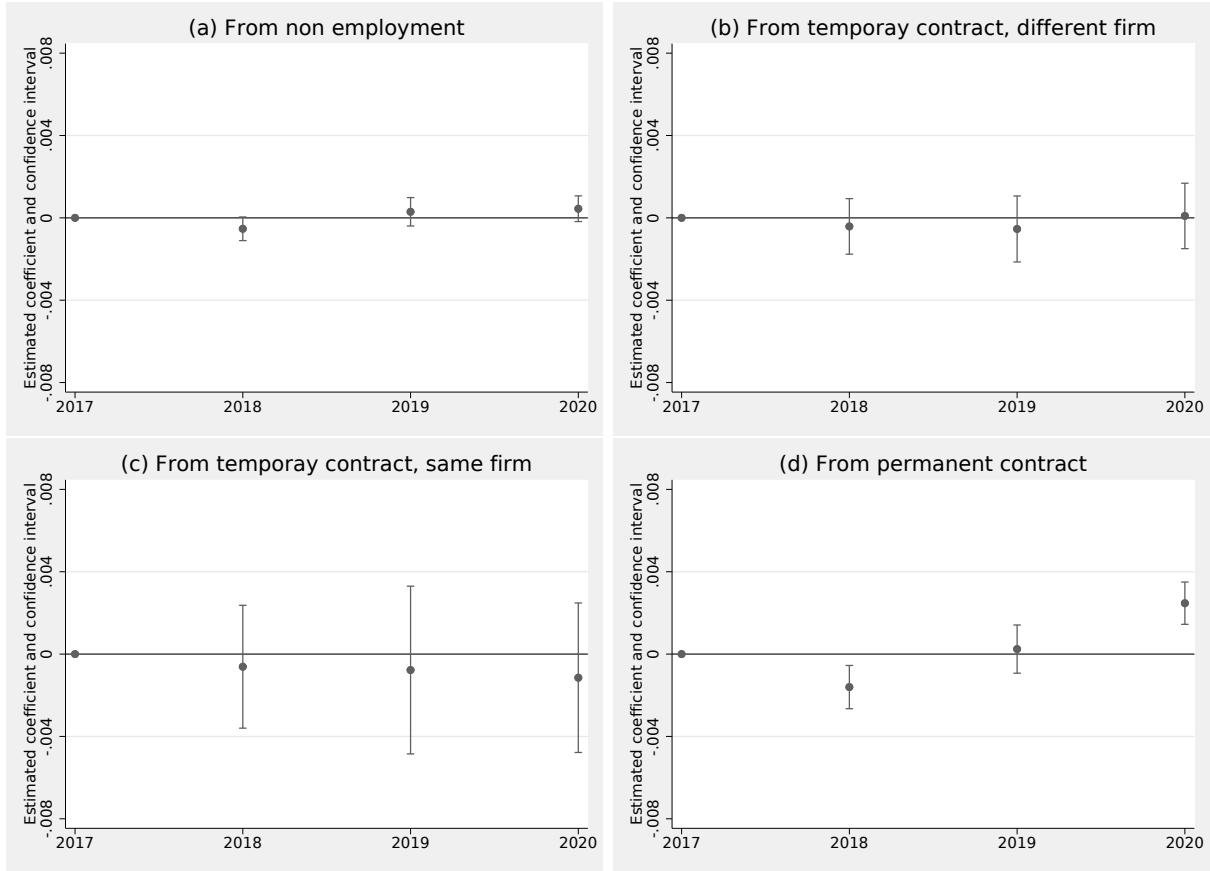 (a) From non employment
Estimated coefficient and confidence interval
.008
.004
0
-.004
-.008
2017 2018 2019 2020
(b) From temporay contract, different firm
Estimated coefficient and confidence interval
.008
.004
0
-.004
-.008
2017 2018 2019 2020
(c) From temporay contract, same firm
Estimated coefficient and confidence interval
.008
.004
0
-.004
-.008
2017 2018 2019 2020
(d) From permanent contract
Estimated coefficient and confidence interval
.008
.004
0
-.004
-.008
2017 2018 2019 2020